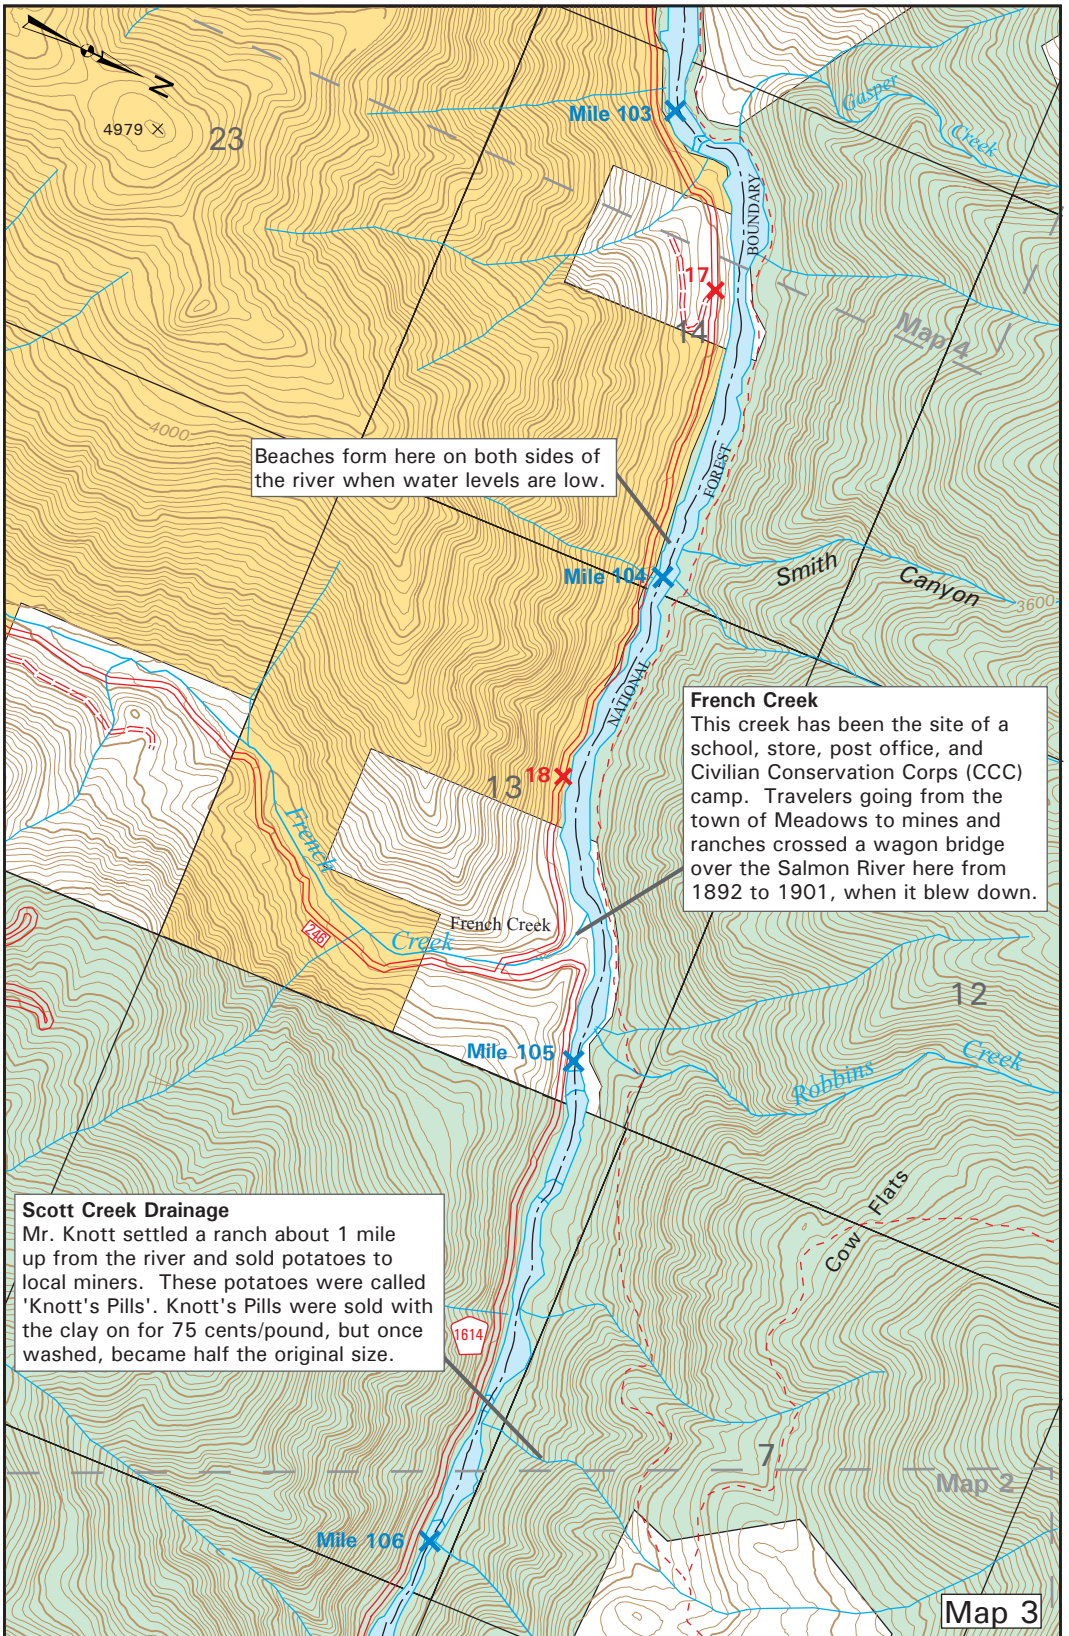 N
4979
23
Mile 103
Gasper
Creek
BOUNDARY
17
14
Map 4
4000
Beaches form here on both sides of
the river when water levels are low.
FOREST
Mile 104
Smith
Canyon
3600
NATIONAL
French Creek
This creek has been the site of a
school, store, post office, and
Civilian Conservation Corps (CCC)
camp. Travelers going from the
town of Meadows to mines and
ranches crossed a wagon bridge
over the Salmon River here from
1892 to 1901, when it blew down.
13
18
French
Creek
246
French Creek
12
Mile 105
Robbins
Creek
Cow Flats
Scott Creek Drainage
Mr. Knott settled a ranch about 1 mile
up from the river and sold potatoes to
local miners. These potatoes were called
'Knott's Pills'. Knott's Pills were sold with
the clay on for 75 cents/pound, but once
washed, became half the original size.
1614
7
Map 2
Mile 106
Map 3